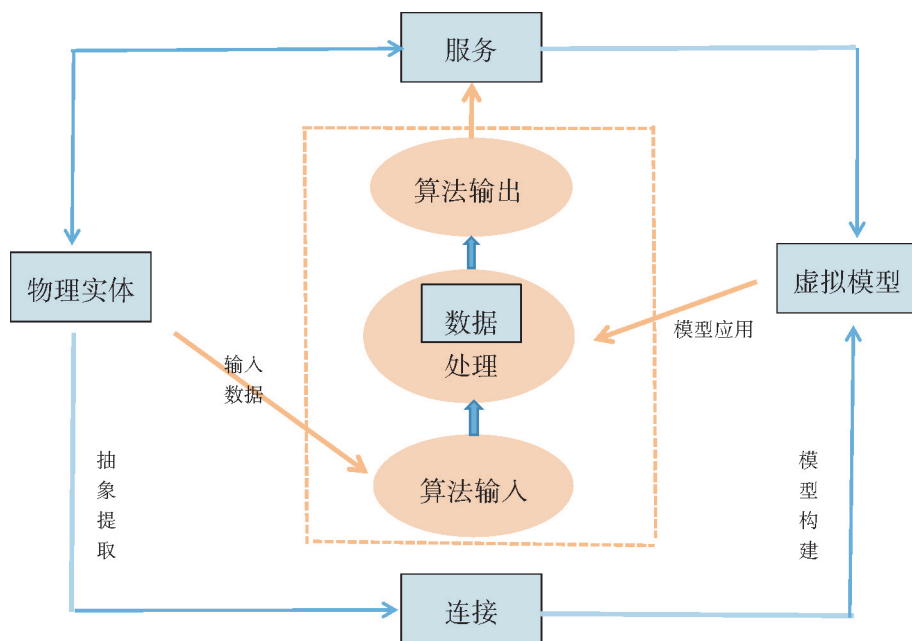 服务
算法输出
物理实体
虚拟模型
数据
处理
模型应用
输入
数据
抽象提取
模型构建
算法输入
连接